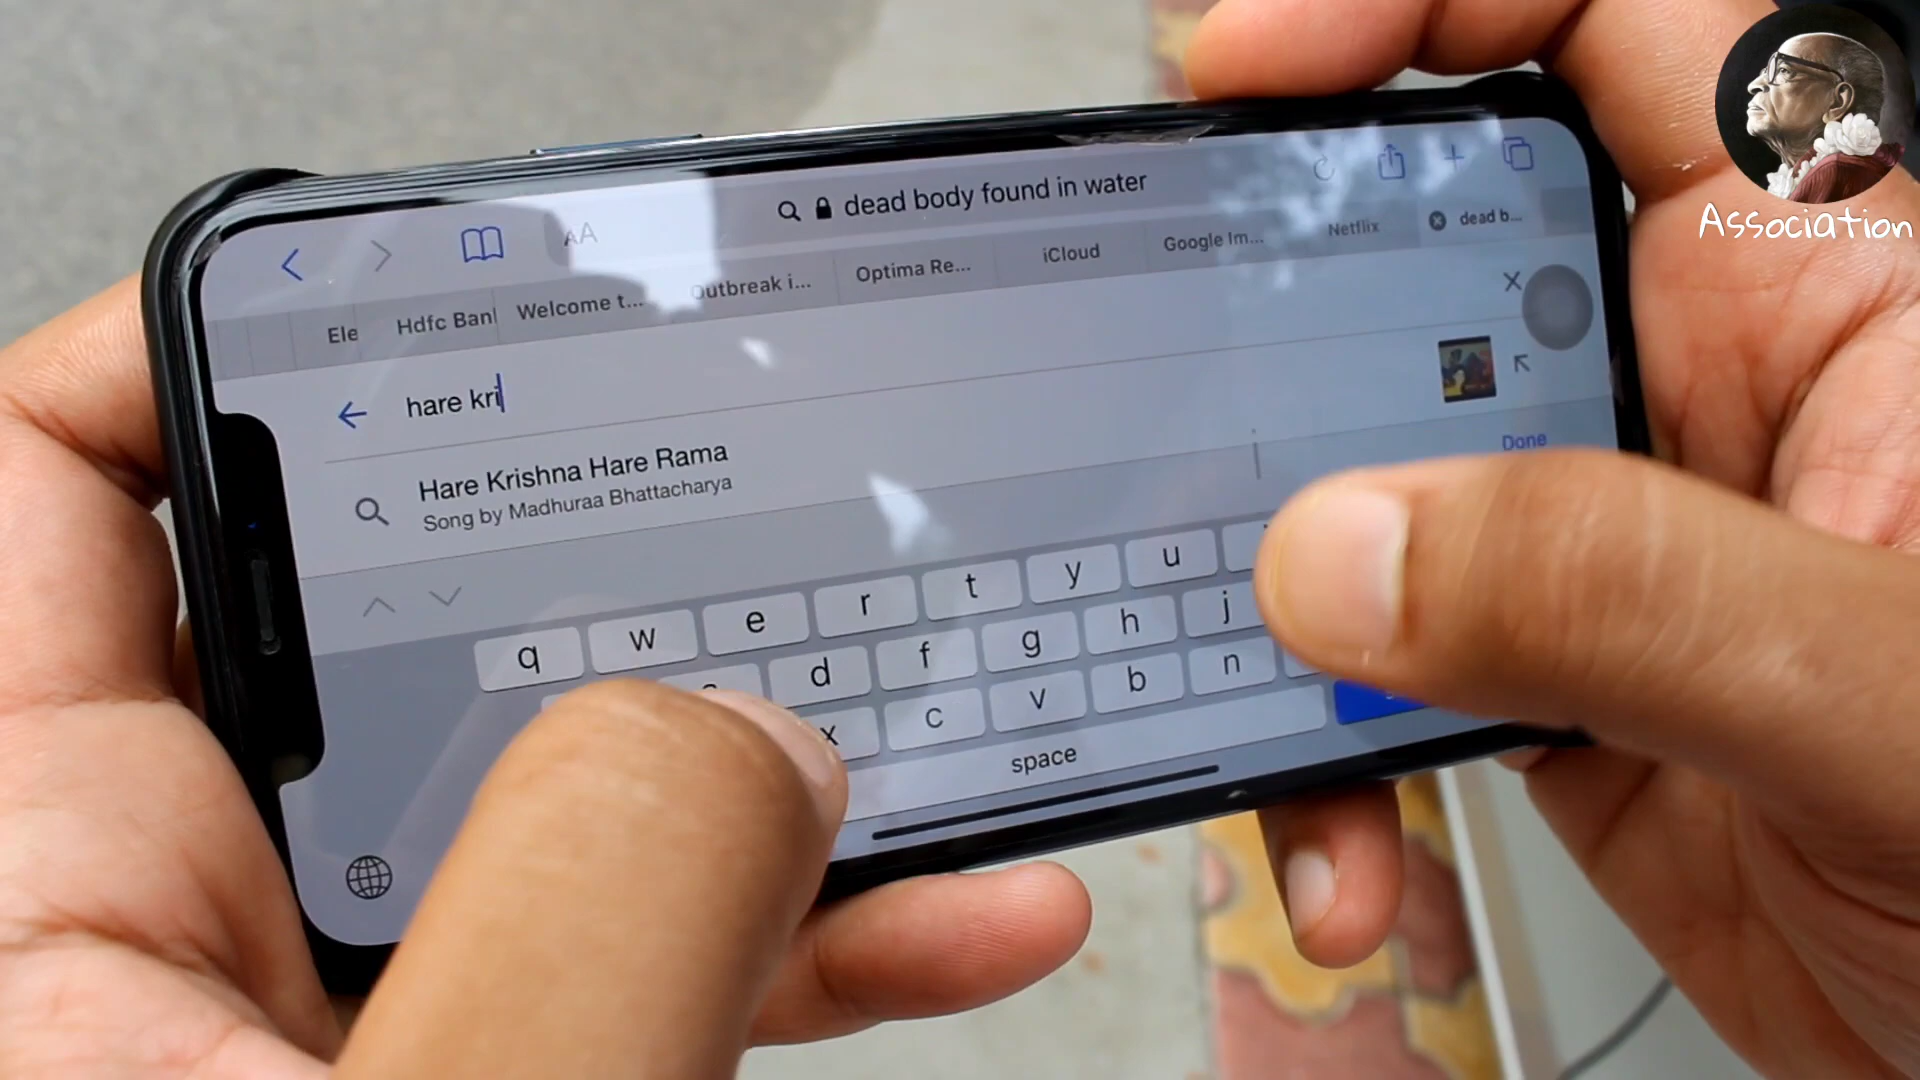 dead body found in water
Ele
Hdfc Ban
Welcome t...
outbreak i...
Optima Re...
iCloud
Google Im...
Netflix
dead b...
hare kri
Hare Krishna Hare Rama
Song by Madhuraa Bhattacharya
Done
q w e r t y u
d f g h j
x c v b n
space
AA
Association